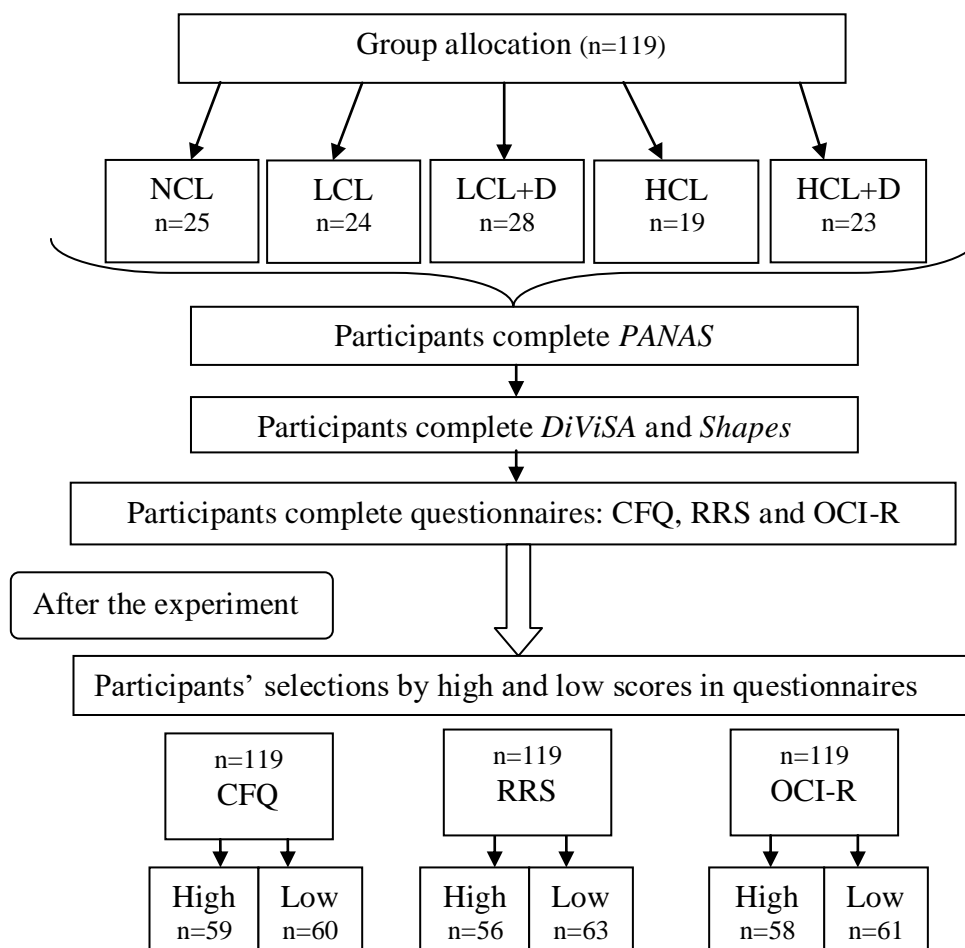 Group allocation (n=119)
NCL
n=25
LCL
n=24
LCL+D
n=28
HCL
n=19
HCL+D
n=23
Participants complete PANAS
Participants complete DiViSA and Shapes
Participants complete questionnaires: CFQ, RRS and OCI-R
After the experiment
Participants’ selections by high and low scores in questionnaires
n=119
CFQ
n=119
RRS
n=119
OCI-R
High
n=59
Low
n=60
High
n=56
Low
n=63
High
n=58
Low
n=61